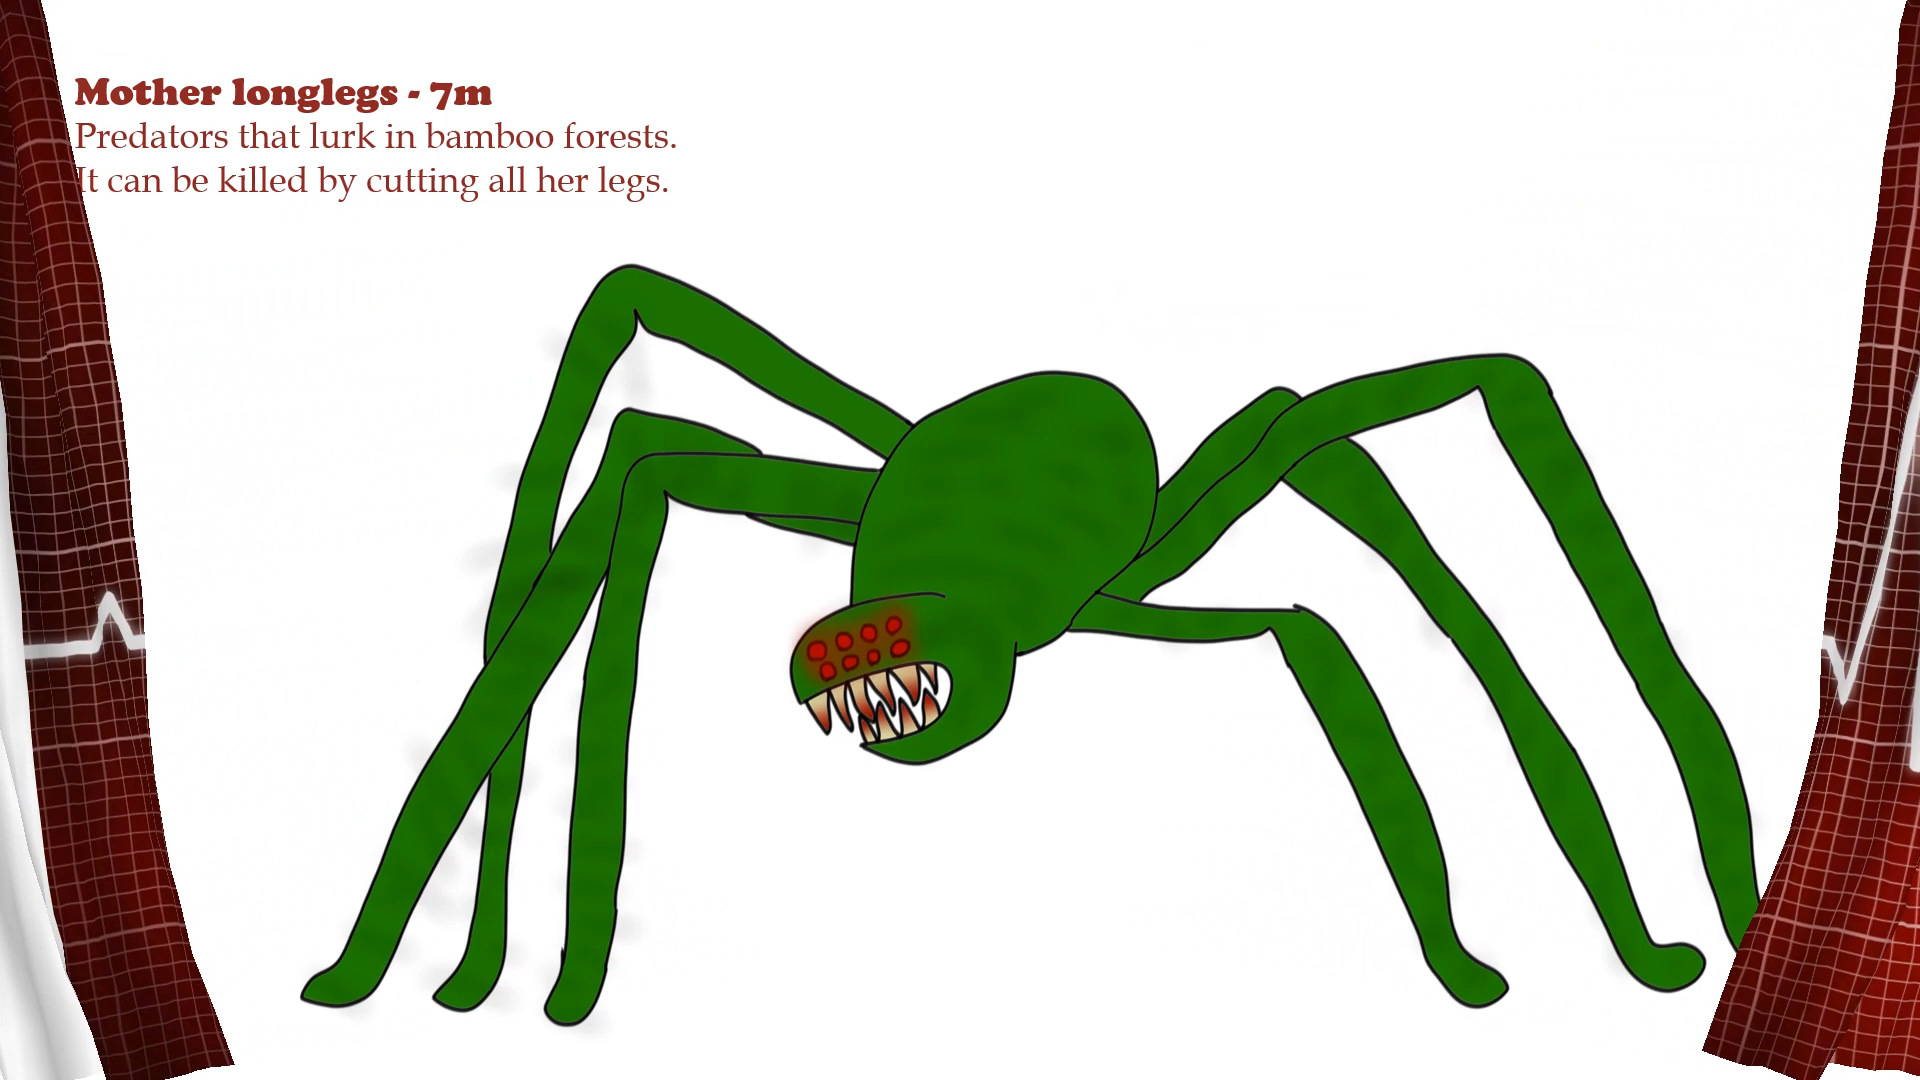 Mother longlegs - 7m
Predators that lurk in bamboo forests.
It can be killed by cutting all her legs.